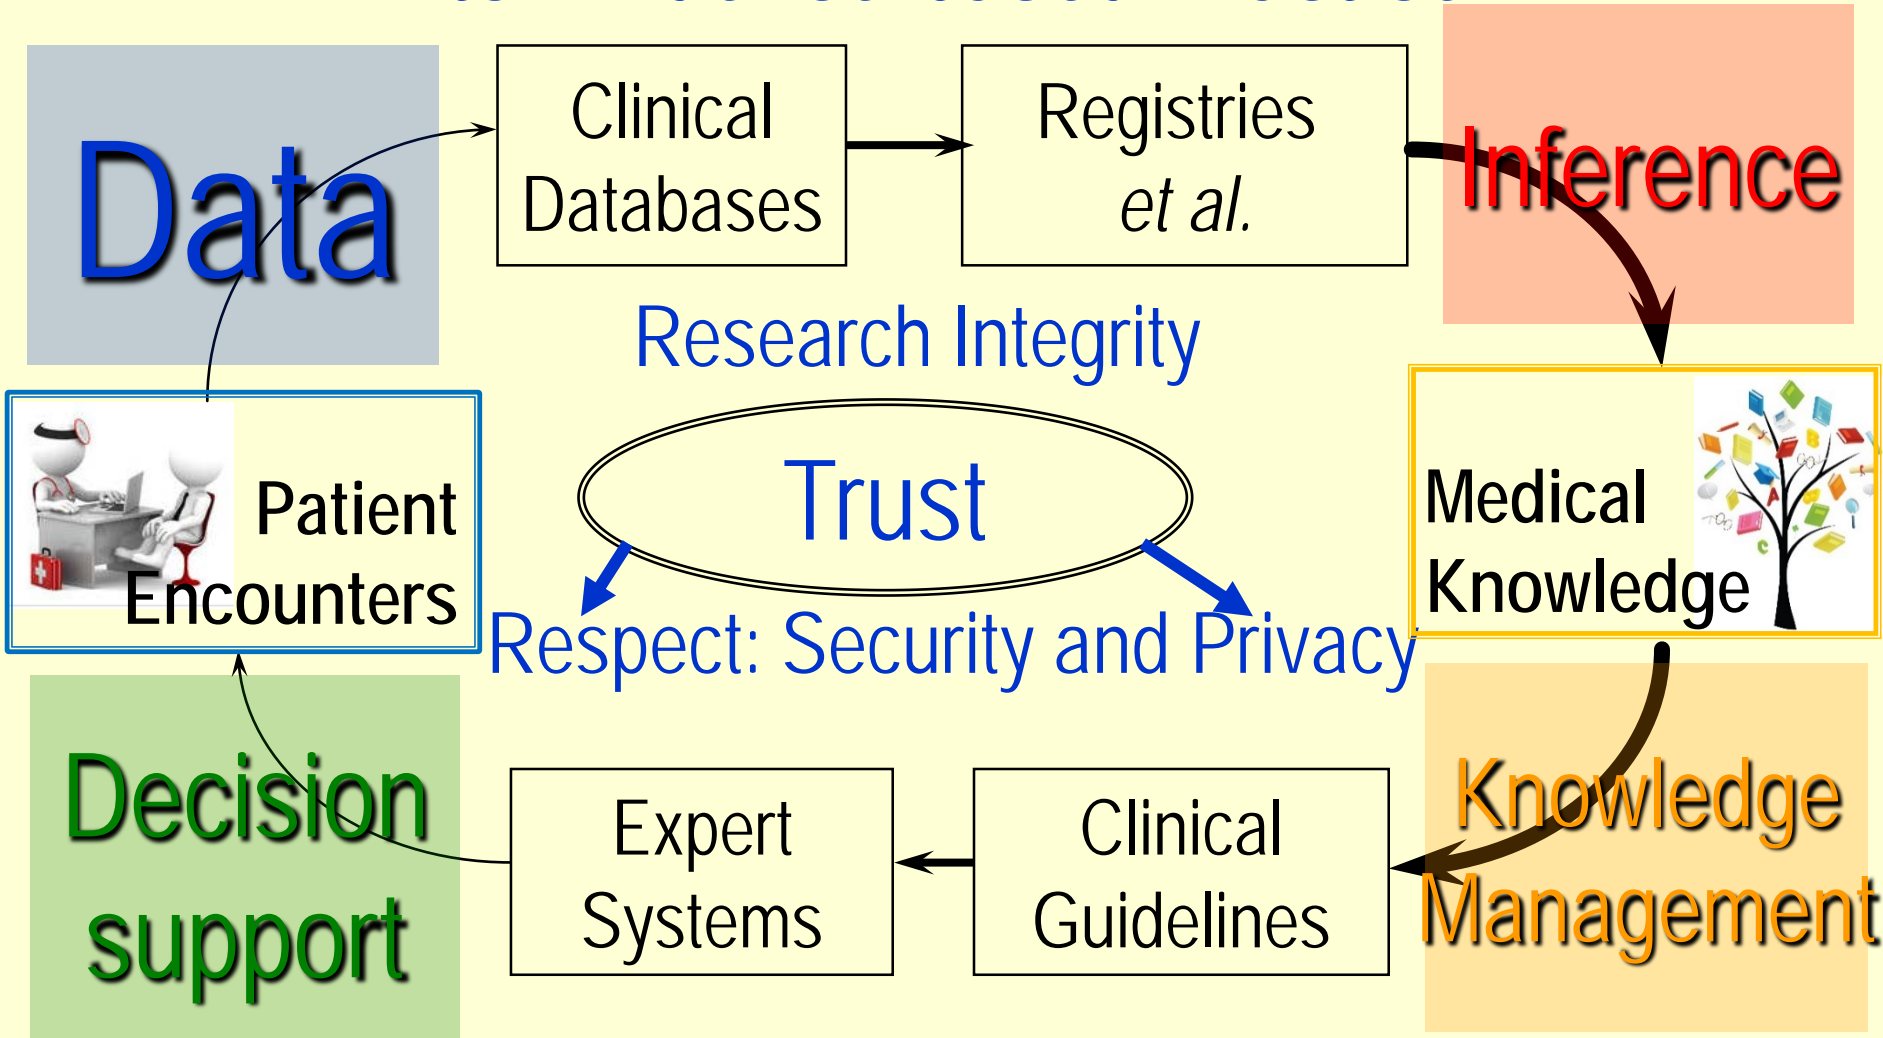 Data
Clinical
Databases
Registries
et al.
Inference
Research Integrity
Trust
Patient
Encounters
Medical
Knowledge
Respect: Security and Privacy
Decision
support
Expert
Systems
Clinical
Guidelines
Knowledge
Management